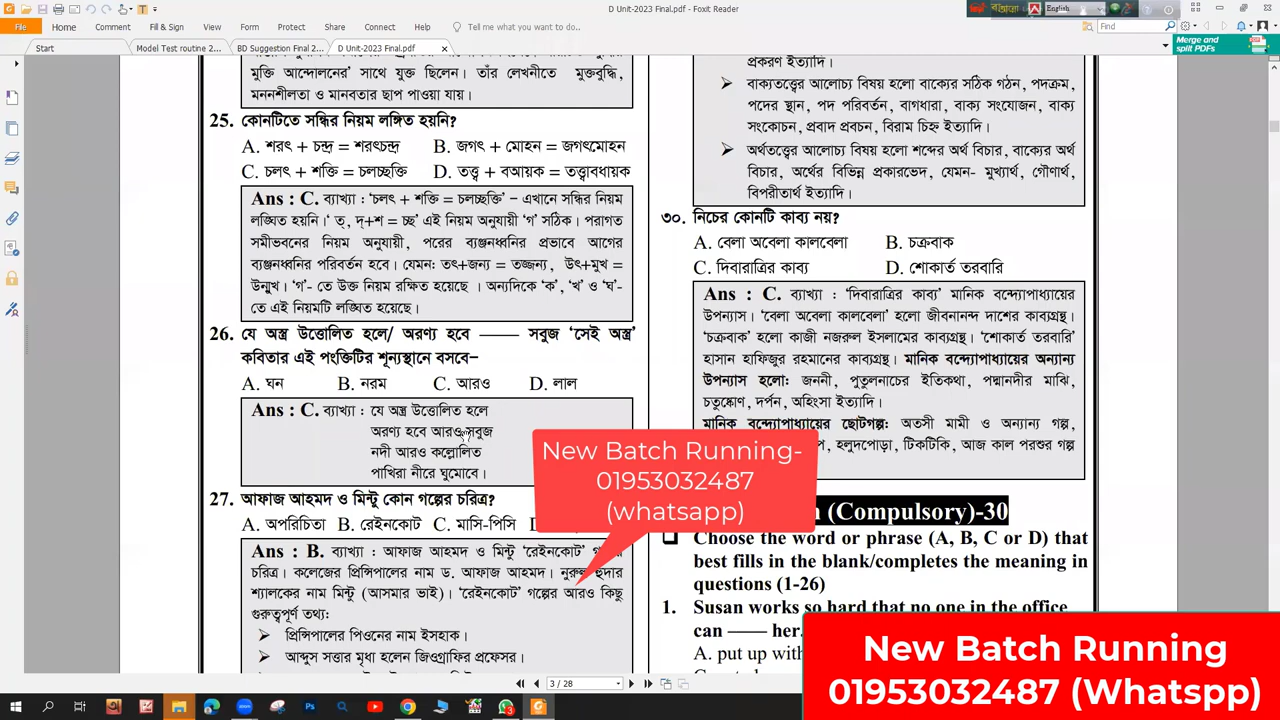 D Unit-2023 Final.pdf - Foxit Reader
English
File Home Comment Fill & Sign View Form Protect Share Connect Help Extras Tell me what you want to do... Find
Start Model Test routine 2... BD Suggestion Final 2... D Unit-2023 Final.pdf
Merge and split PDFs
মুক্তি আন্দোলনের’ সাথে যুক্ত ছিলেন। তাঁর লেখনীতে মুক্তবুদ্ধি,
মননশীলতা ও মানবতার ছাপ পাওয়া যায়।
25. কোনটিতে সন্ধির নিয়ম লঙ্গিত হয়নি?
A. শরৎ + চন্দ্র = শরৎচন্দ্র B. জগৎ + মোহন = জগৎমোহন
C. চলৎ + শক্তি = চলচ্ছক্তি D. তত্ত্ব + বআয়ক = তত্ত্বাবধায়ক
Ans : C. ব্যাখ্যা : ‘চলৎ + শক্তি = চলচ্ছক্তি’ – এখানে সন্ধির নিয়ম
লঙ্ঘিত হয়নি।‘ ত্, দ্+শ = চ্ছ’ এই নিয়ম অনুযায়ী ‘গ’ সঠিক। পরাগত
সমীভবনের নিয়ম অনুযায়ী, পরের ব্যঞ্জনধ্বনির প্রভাবে আগের
ব্যঞ্জনধ্বনির পরিবর্তন হবে। যেমন: তৎ+জন্য = তজ্জন্য, উৎ+মুখ =
উন্মুখ। ‘গ’- তে উক্ত নিয়ম রক্ষিত হয়েছে । অন্যদিকে ‘ক’, ‘খ’ ও ‘ঘ’-
তে এই নিয়মটি লঙ্ঘিত হয়েছে।
26. যে অস্ত্র উত্তোলিত হলে/ অরণ্য হবে —— সবুজ ‘সেই অস্ত্র’
কবিতার এই পংক্তিটির শূন্যস্থানে বসবে–
A. ঘন B. নরম C. আরও D. লাল
Ans : C. ব্যাখ্যা : যে অস্ত্র উত্তোলিত হলে
অরণ্য হবে আরও সবুজ
নদী আরও কল্লোলিত
পাখিরা নীরে ঘুমোবে।
27. আফাজ আহমদ ও মিন্টু কোন গল্পের চরিত্র?
A. অপরিচিতা B. রেইনকোট C. মাসি-পিসি
Ans : B. ব্যাখ্যা : আফাজ আহমদ ও মিন্টু ‘রেইনকোট’
চরিত্র। কলেজের প্রিন্সিপালের নাম ড. আফাজ আহমদ। নুরুল হুদার
শ্যালকের নাম মিন্টু (আসমার ভাই)। ‘রেইনকোট’ গল্পের আরও কিছু
গুরুত্বপূর্ণ তথ্য:
➢ প্রিন্সিপালের পিওনের নাম ইসহাক।
➢ আব্দুস সত্তার মৃধা হলেন জিওগ্রাফির প্রফেসর।
প্রকরণ ইত্যাদি।
➢ বাক্যতত্ত্বের আলোচ্য বিষয় হলো বাক্যের সঠিক গঠন, পদক্রম,
পদের স্থান, পদ পরিবর্তন, বাগধারা, বাক্য সংযোজন, বাক্য
সংকোচন, প্রবাদ প্রবচন, বিরাম চিহ্ন ইত্যাদি।
➢ অর্থতত্ত্বের আলোচ্য বিষয় হলো শব্দের অর্থ বিচার, বাক্যের অর্থ
বিচার, অর্থের বিভিন্ন প্রকারভেদ, যেমন- মুখ্যার্থ, গৌণার্থ,
বিপরীতার্থ ইত্যাদি।
৩০. নিচের কোনটি কাব্য নয়?
A. বেলা অবেলা কালবেলা B. চক্রবাক
C. দিবারাত্রির কাব্য D. শোকার্ত তরবারি
Ans : C. ব্যাখ্যা : ‘দিবারাত্রির কাব্য’ মানিক বন্দ্যোপাধ্যায়ের
উপন্যাস। ‘বেলা অবেলা কালবেলা’ হলো জীবনানন্দ দাশের কাব্যগ্রন্থ।
‘চক্রবাক’ হলো কাজী নজরুল ইসলামের কাব্যগ্রন্থ। ‘শোকার্ত তরবারি’
হাসান হাফিজুর রহমানের কাব্যগ্রন্থ। মানিক বন্দ্যোপাধ্যায়ের অন্যান্য
উপন্যাস হলো: জননী, পুতুলনাচের ইতিকথা, পদ্মানদীর মাঝি,
চতুষ্কোণ, দর্পন, অহিংসা ইত্যাদি।
মানিক বন্দ্যোপাধ্যায়ের ছোটগল্প: অতসী মামী ও অন্যান্য গল্প,
হলুদপোড়া, টিকটিকি, আজ কাল পরশুর গল্প
(Compulsory)-30
Choose the word or phrase (A, B, C or D) that
best fills in the blank/completes the meaning in
questions (1-26)
1. Susan works so hard that no one in the office
can —— her.
A. put up with
New Batch Running-
01953032487
(whatsapp)
New Batch Running
01953032487 (Whatspp)
3 / 28